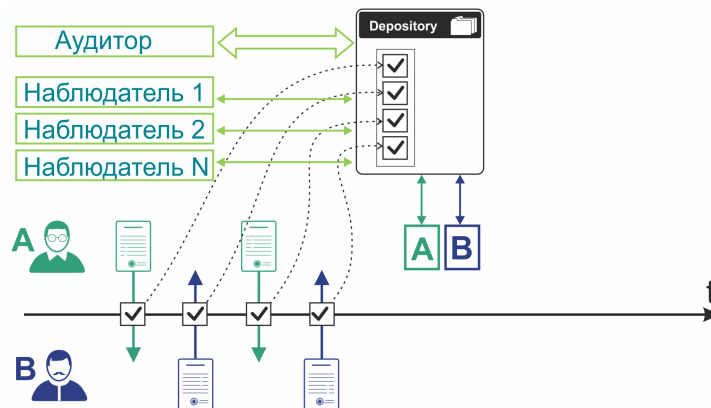 Depository
Аудитор
Наблюдатель 1
Наблюдатель 2
Наблюдатель N
A
A B
t
B